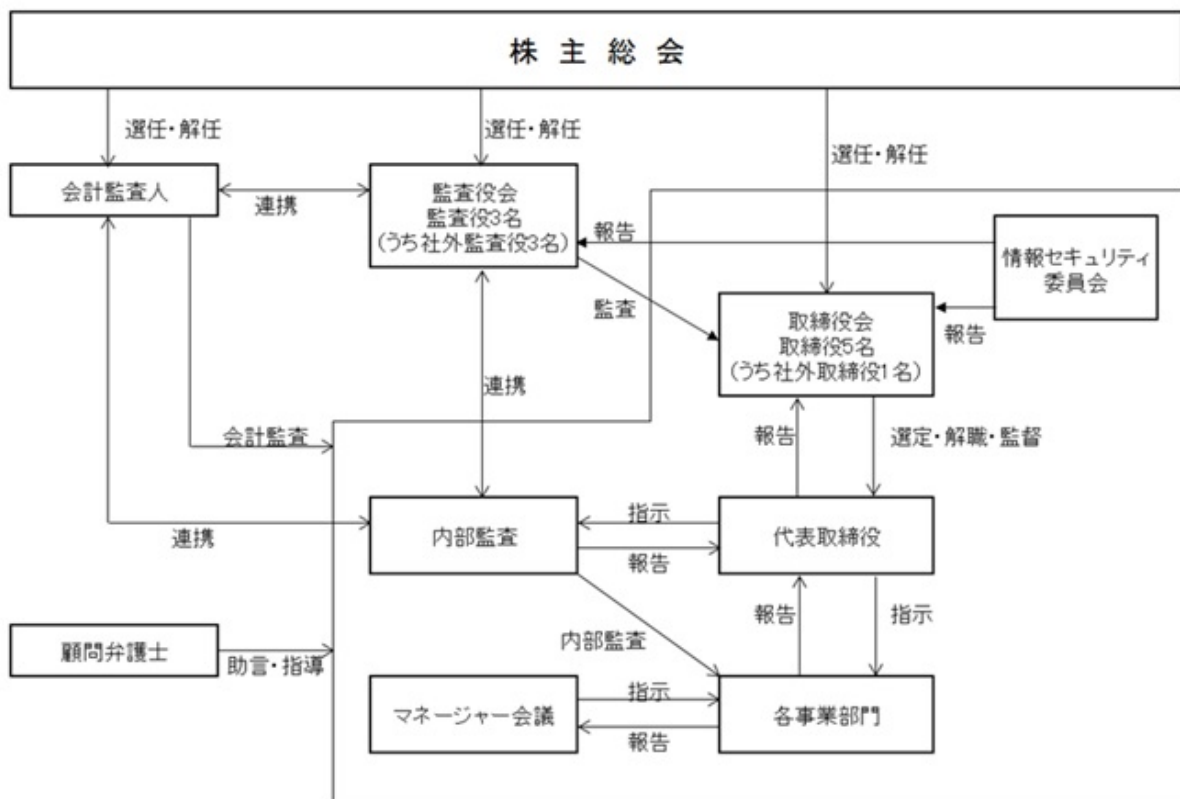 株主総会
選任・解任
選任・解任
選任・解任
会計監査人
連携
監査役会
監査役3名
(うち社外監査役3名)
報告
情報セキュリティ
委員会
監査
取締役会
取締役5名
(うち社外取締役1名)
報告
連携
会計監査
報告
選定・解職・監督
連携
内部監査
指示
報告
代表取締役
報告
指示
顧問弁護士
助言・指導
内部監査
マネージャー会議
指示
報告
各事業部門